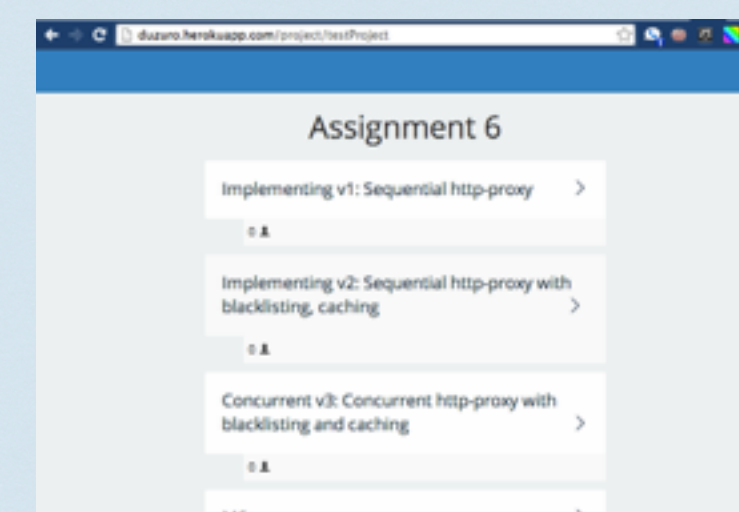 duzuro.herokuapp.com/project/testProject
Assignment 6
Implementing v1: Sequential http-proxy
0
Implementing v2: Sequential http-proxy with
blacklisting, caching
0
Concurrent v3: Concurrent http-proxy with
blacklisting and caching
0